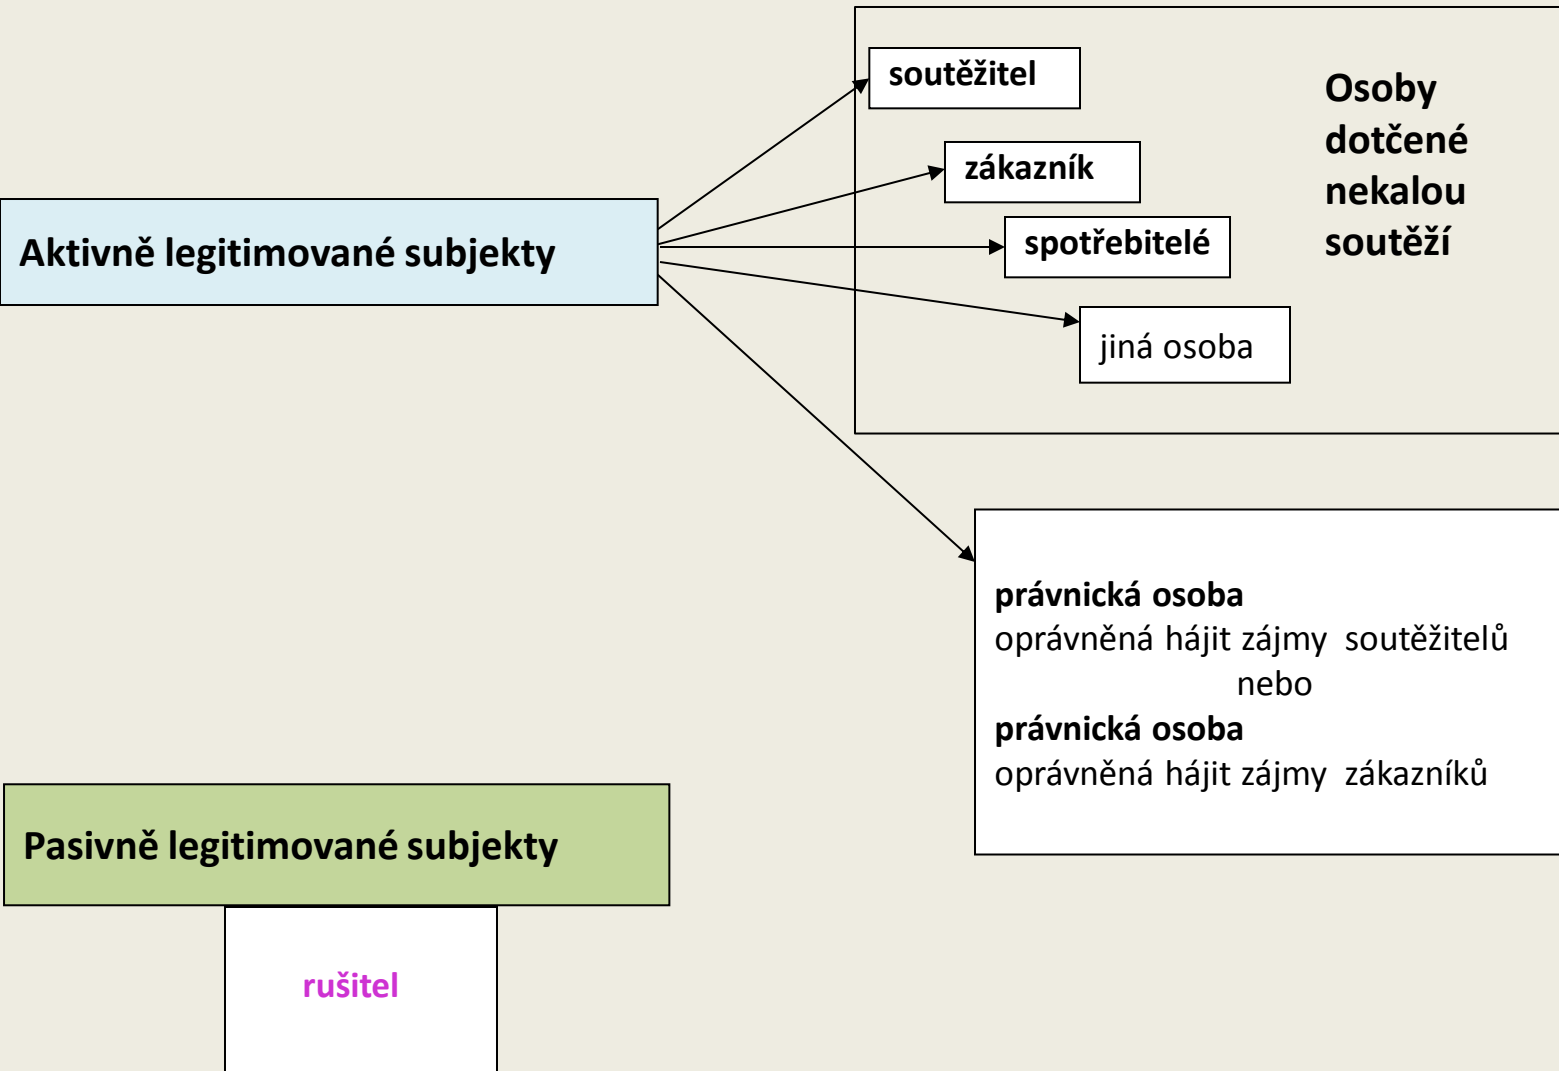 soutěžitel
Osoby
dotčené
nekalou
soutěží
zákazník
spotřebitelé
Aktivně legitimované subjekty
jiná osoba
právnická osoba
oprávněná hájit zájmy  soutěžitelů
nebo
právnická osoba
oprávněná hájit zájmy  zákazníků
Pasivně legitimované subjekty
rušitel